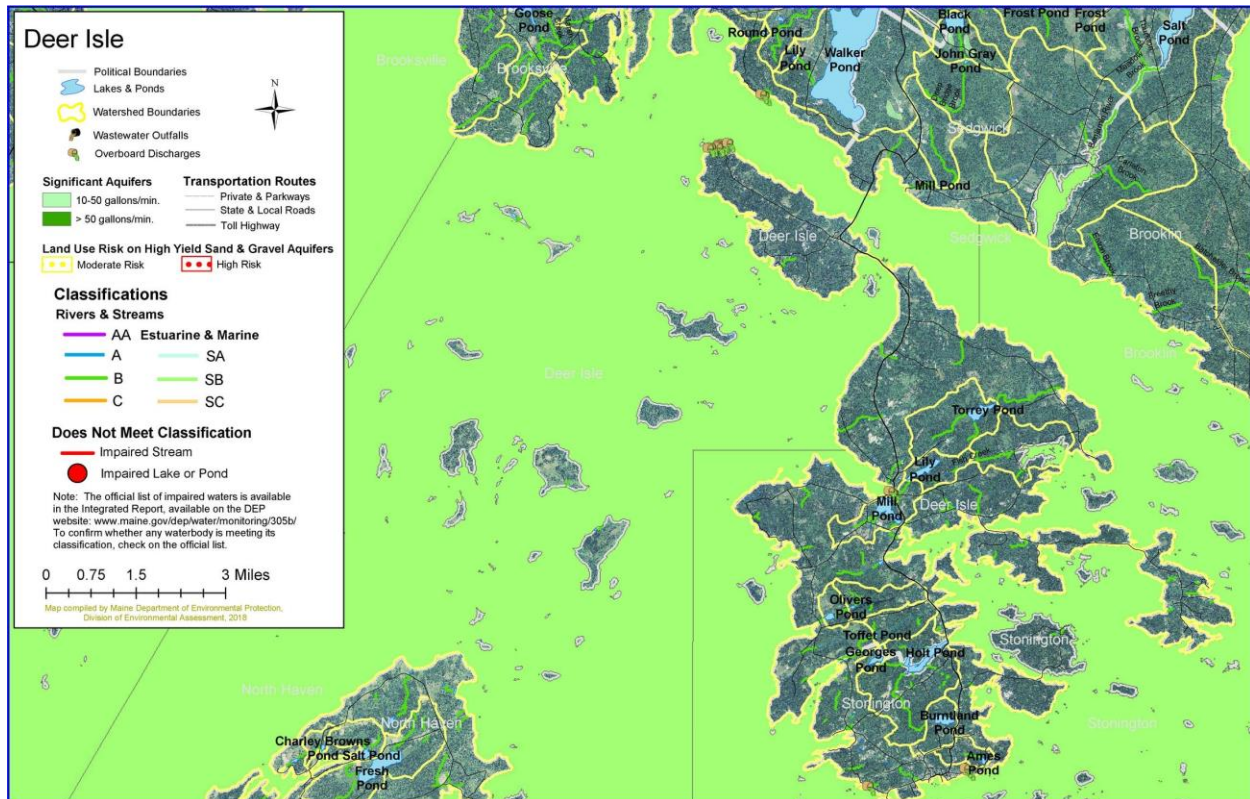 Deer Isle
Political Boundaries
Lakes & Ponds
Watershed Boundaries
Wastewater Outfalls
Overboard Discharges
N
Significant Aquifers
10-50 gallons/min.
> 50 gallons/min.
Transportation Routes
Private & Parkways
State & Local Roads
Toll Highway
Land Use Risk on High Yield Sand & Gravel Aquifers
Moderate Risk
High Risk
Classifications
Rivers & Streams
AA
A
B
C
Estuarine & Marine
SA
SB
SC
Does Not Meet Classification
Impaired Stream
Impaired Lake or Pond
Note: The official list of impaired waters is available
in the Integrated Report, available on the DEP
website: www.maine.gov/dep/water/monitoring/305b/
To confirm whether any waterbody is meeting its
classification, check on the official list.
0 0.75 1.5 3 Miles
Map compiled by Maine Department of Environmental Protection,
Division of Environmental Assessment, 2018
Goose
Pond
Brooksville
Brooksville
Round Pond
Lily
Pond
Walker
Pond
Black
Pond
Frost Pond
Frost
Pond
Salt
Pond
John Gray
Pond
Sedgwick
Mill Pond
Sedgwick
Brooklin
Brooklin
Deer Isle
Deer Isle
Torrey Pond
Lily
Pond
Fish Creek
Mill
Pond
Deer Isle
Olivers
Pond
Toffet Pond
Georges
Pond
Holt Pond
Stonington
Stonington
Burntland
Pond
Stonington
Ames
Pond
North Haven
North Haven
Charley Browns
Pond
Salt Pond
Fresh
Pond